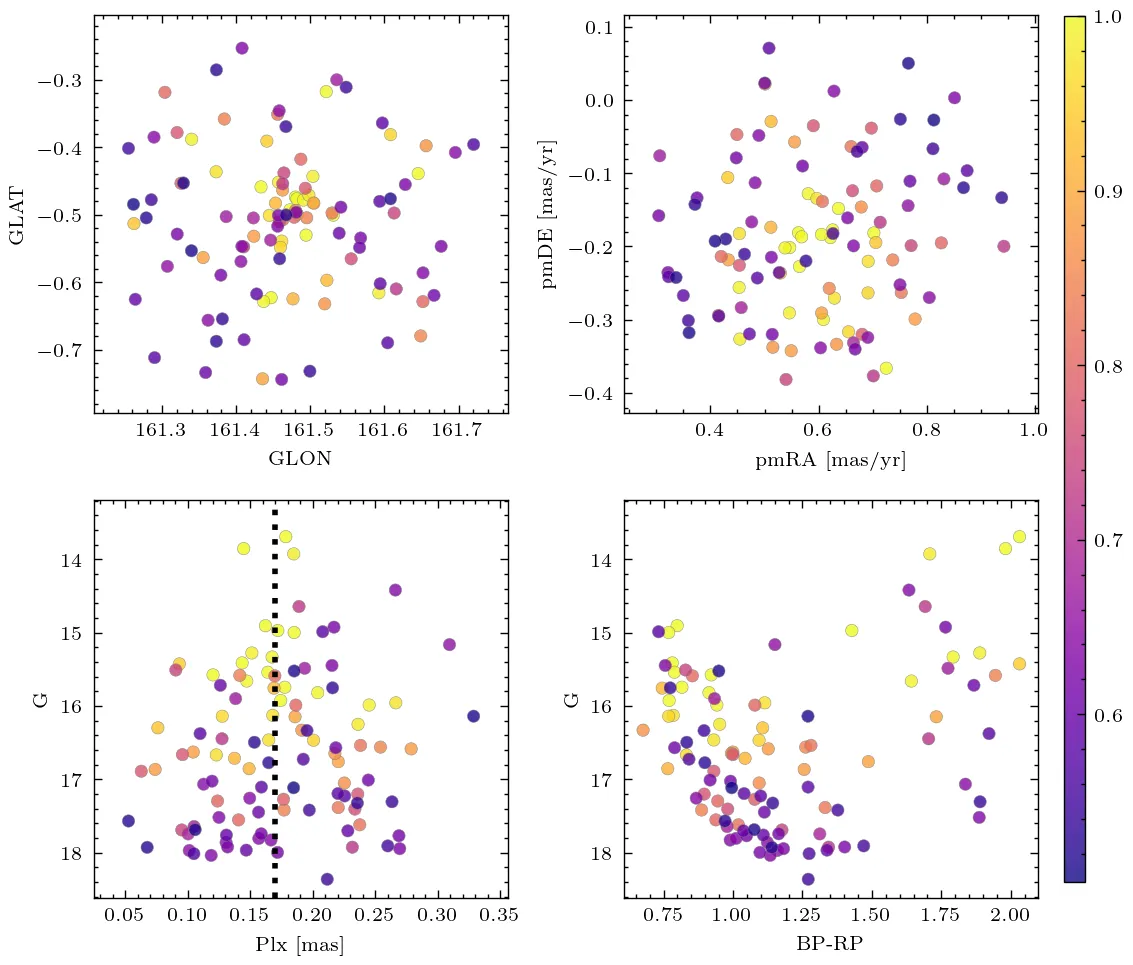 −0.3
−0.4
−0.5
−0.6
−0.7
GLAT
161.3 161.4 161.5 161.6 161.7
GLON
0.1
0.0
−0.1
−0.2
−0.3
−0.4
pmDE [mas/yr]
0.4 0.6 0.8 1.0
pmRA [mas/yr]
14
15
16
17
18
G
0.05 0.10 0.15 0.20 0.25 0.30 0.35
Plx [mas]
14
15
16
17
18
G
0.75 1.00 1.25 1.50 1.75 2.00
BP-RP
1.0
0.9
0.8
0.7
0.6